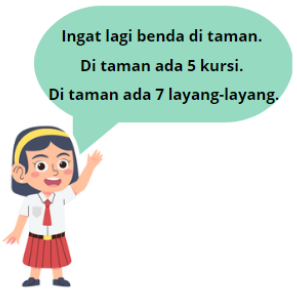 Ingat lagi benda di taman.
Di taman ada 5 kursi.
Di taman ada 7 layang-layang.